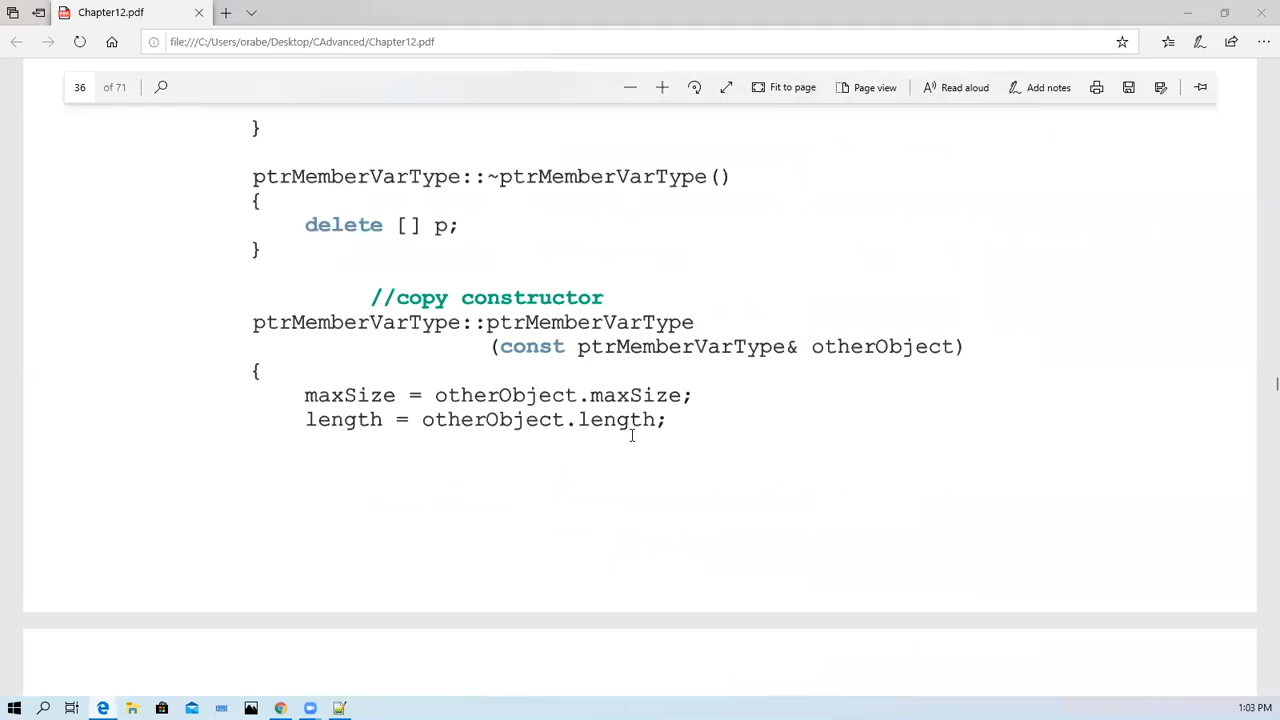 Chapter12.pdf
file:///C:/Users/orabe/Desktop/CAdvanced/Chapter12.pdf
36 of 71 Fit to page Page view Read aloud Add notes
}
ptrMemberVarType::~ptrMemberVarType()
{
delete [] p;
}
//copy constructor
ptrMemberVarType::ptrMemberVarType
(const ptrMemberVarType& otherObject)
{
maxSize = otherObject.maxSize;
length = otherObject.length;
1:03 PM